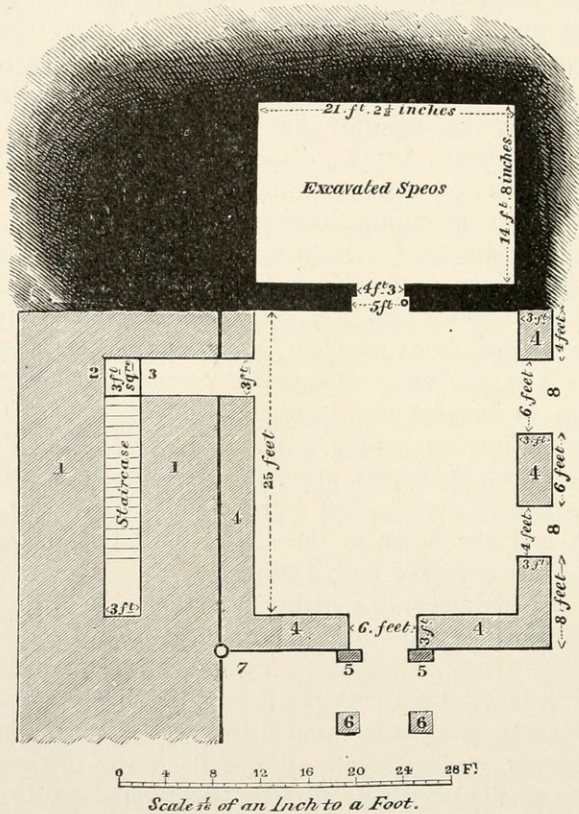 21. ft. 2½ inches
Excavated Speos
14. ft. 8 inches.
4 ft 3
5ft
3. ft.
4
4 feet
2
3 ft sqre
3
3 ft
8
6 feet
25 feet
3. ft.
1
1
Staircase
4
4
6 feet
4 feet
8
3. ft.
8 feet
3 ft
4
6. feet
3 ft
4
7
5
5
6
6
0 4 8 12 16 20 24 28 Ft
Scale 1/16 of an Inch to a Foot.